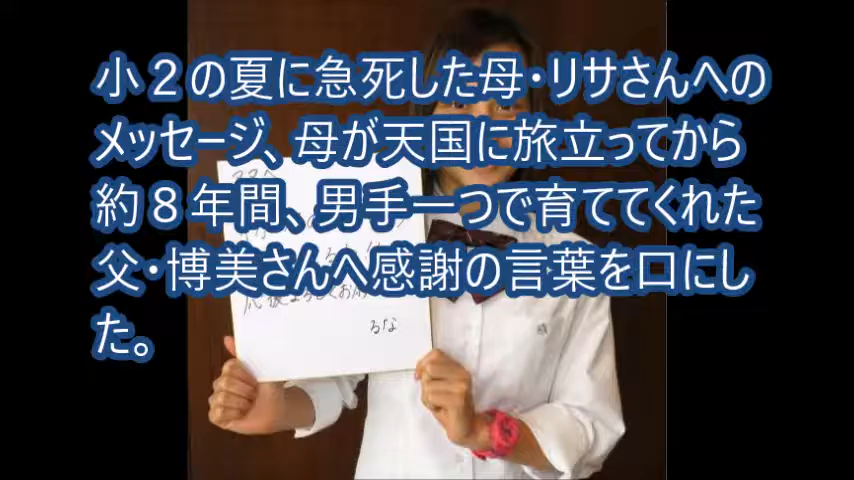 小２の夏に急死した母・リサさんへの
メッセージ、母が天国に旅立ってから
約８年間、男手一つで育ててくれた
父・博美さんへ感謝の言葉を口にし
た。
るな